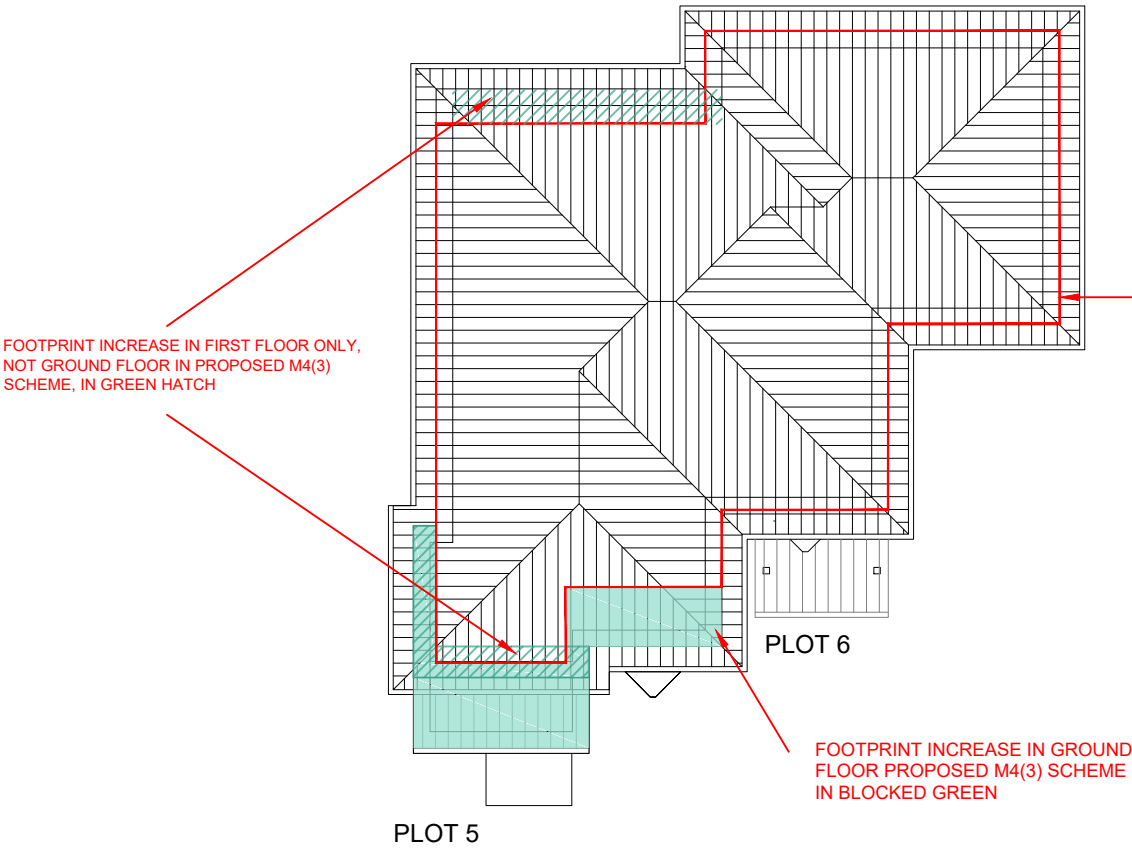 FOOTPRINT INCREASE IN FIRST FLOOR ONLY,
NOT GROUND FLOOR IN PROPOSED M4(3)
SCHEME, IN GREEN HATCH
PLOT 6
FOOTPRINT INCREASE IN GROUND
FLOOR PROPOSED M4(3) SCHEME
IN BLOCKED GREEN
PLOT 5